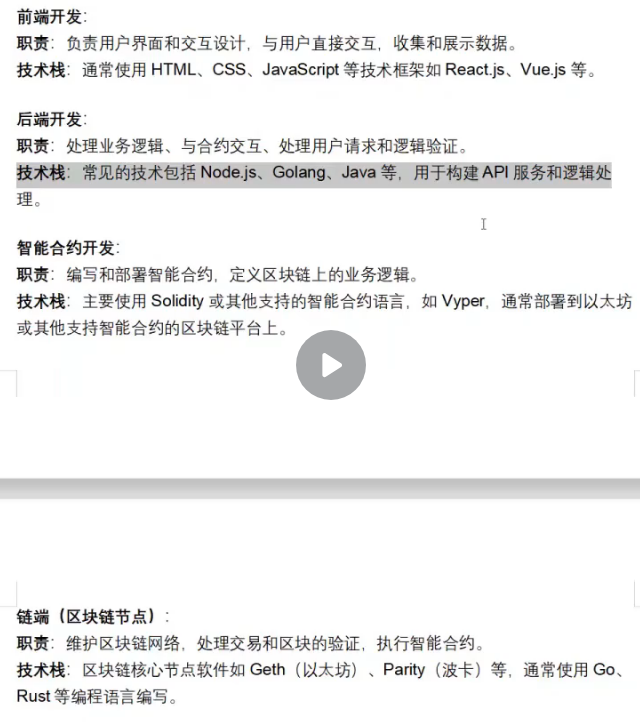 前端开发：
职责：负责用户界面和交互设计，与用户直接交互，收集和展示数据。
技术栈：通常使用 HTML、CSS、JavaScript 等技术框架如 React.js、Vue.js 等。
后端开发：
职责：处理业务逻辑、与合约交互、处理用户请求和逻辑验证。
技术栈：常见的技术包括 Node.js、Golang、Java 等，用于构建 API 服务和逻辑处
理。
智能合约开发：
职责：编写和部署智能合约，定义区块链上的业务逻辑。
技术栈：主要使用 Solidity 或其他支持的智能合约语言，如 Vyper，通常部署到以太坊
或其他支持智能合约的区块链平台上。
链端（区块链节点）：
职责：维护区块链网络，处理交易和区块的验证，执行智能合约。
技术栈：区块链核心节点软件如 Geth（以太坊）、Parity（波卡）等，通常使用 Go、
Rust 等编程语言编写。